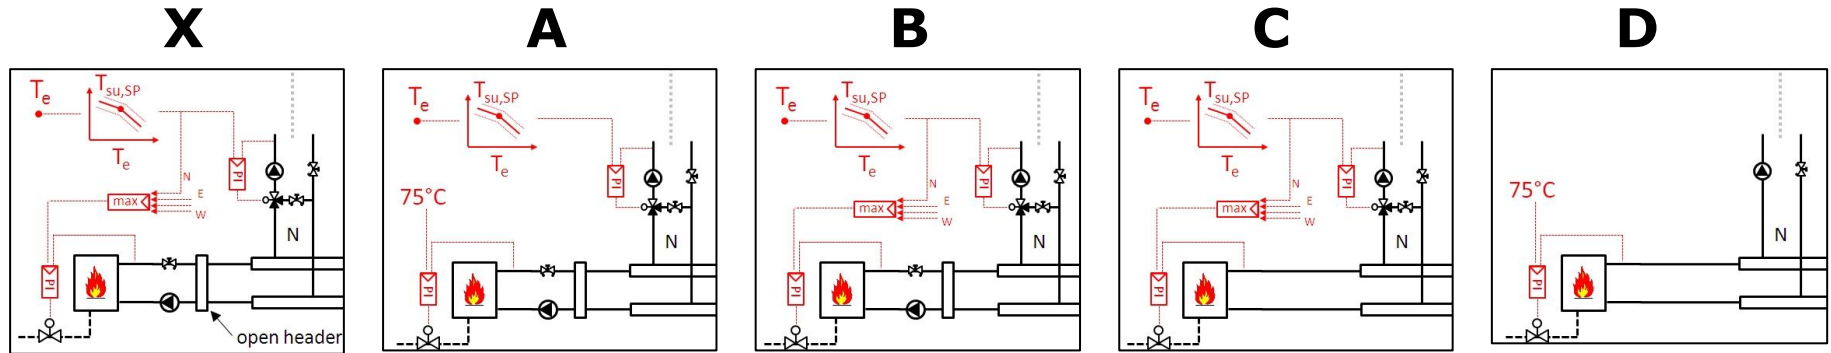 X A B C D
Te
Tsu,SP
Te
PI
N
E
W
max
N
PI
open header
Te
Tsu,SP
Te
PI
75°C
N
PI
Te
Tsu,SP
Te
PI
N
E
W
max
N
PI
Te
Tsu,SP
Te
PI
N
E
W
max
N
PI
75°C
N
PI